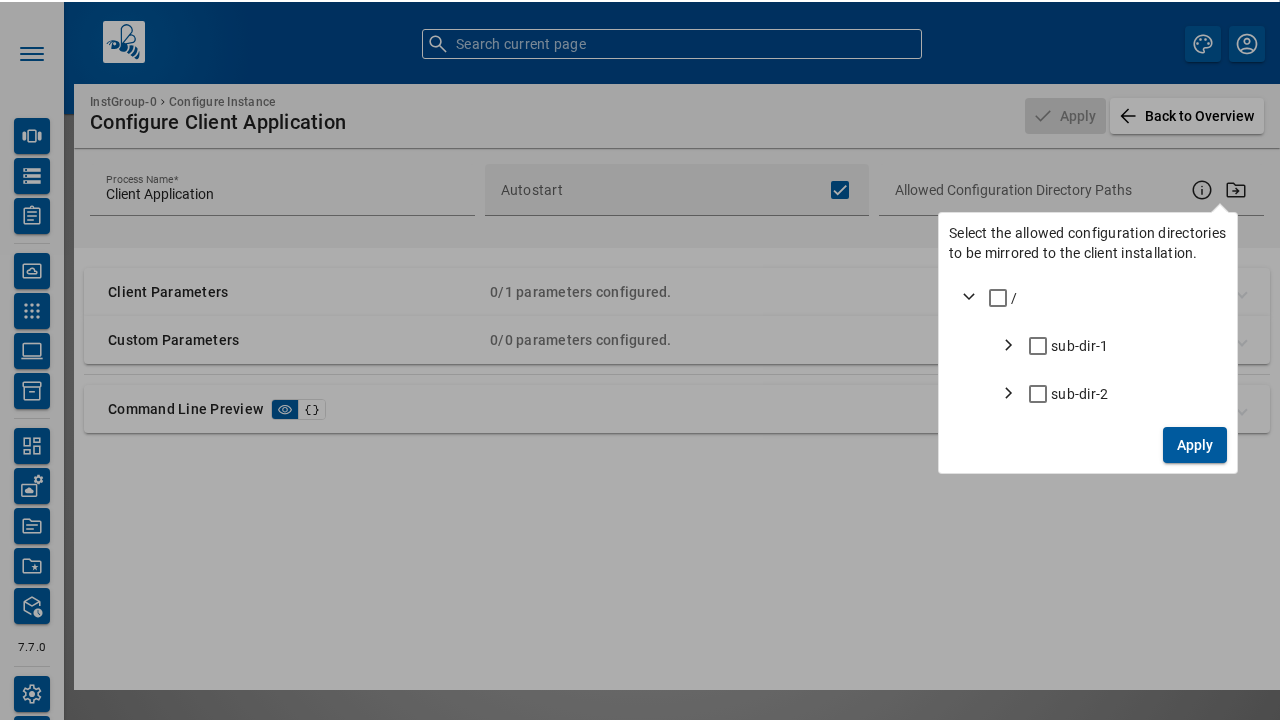 Search current page
InstGroup-0 › Configure Instance
Configure Client Application
Apply
Back to Overview
Process Name*
Client Application
Autostart
Allowed Configuration Directory Paths
Select the allowed configuration directories
to be mirrored to the client installation.
/
sub-dir-1
sub-dir-2
Apply
Client Parameters
0/1 parameters configured.
Custom Parameters
0/0 parameters configured.
Command Line Preview
{}
7.7.0